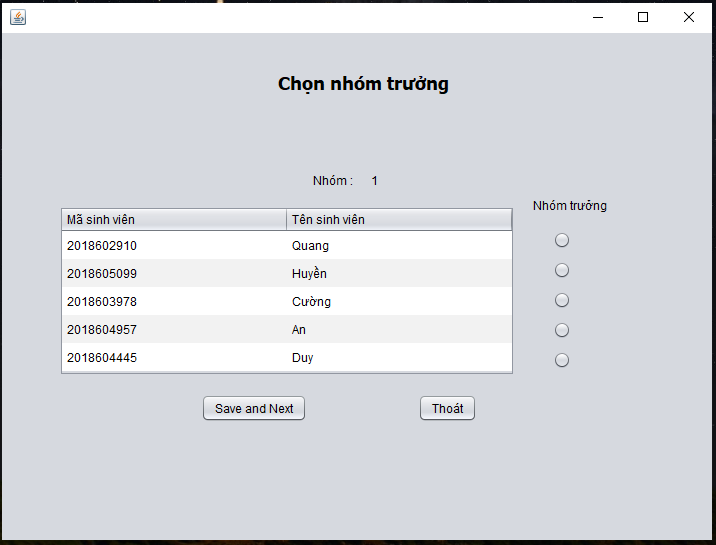 Chọn nhóm trưởng
Nhóm : 1
Nhóm trưởng
Mã sinh viên Tên sinh viên
2018602910 Quang
2018605099 Huyền
2018603978 Cường
2018604957 An
2018604445 Duy
Save and Next Thoát